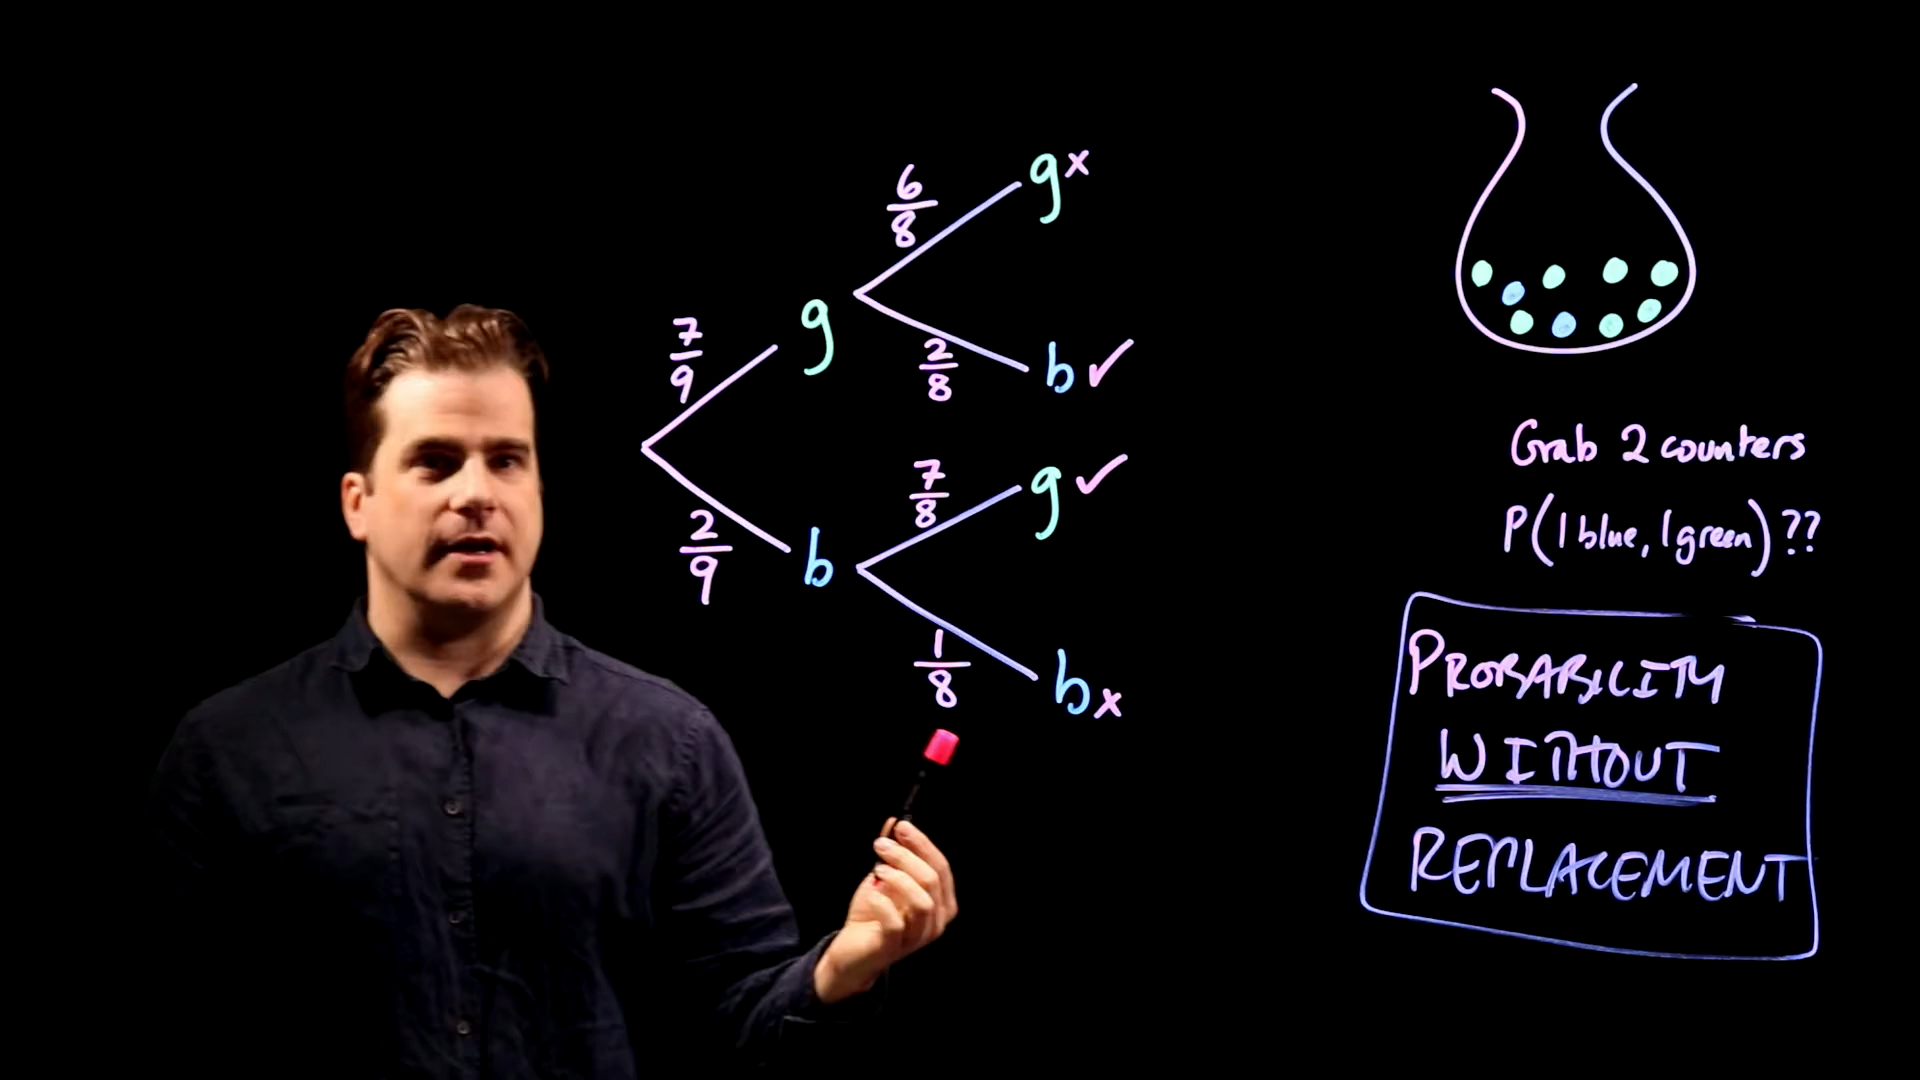 6/8
g x
7/9
g
2/8
b ✓
7/8
g ✓
2/9
b
1/8
b x
Grab 2 counters
P(1 blue, 1 green)??
PROBABILITY
WITHOUT
REPLACEMENT